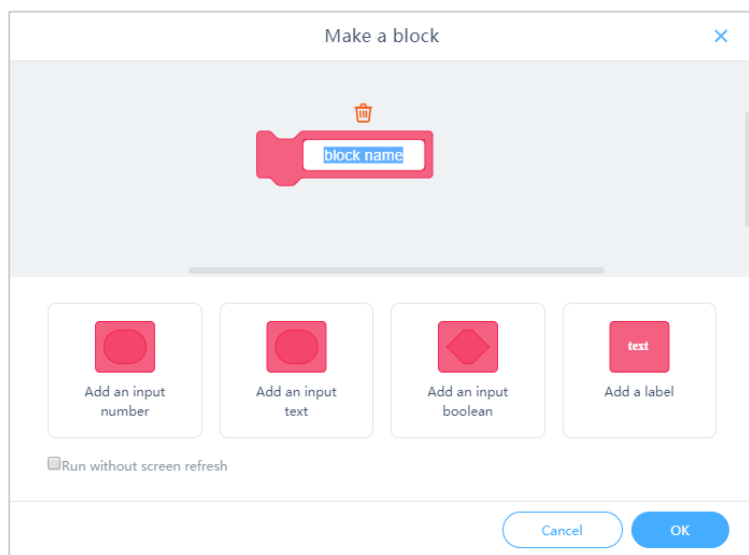 Make a block
block name
Add an input
number
Add an input
text
Add an input
boolean
text
Add a label
Run without screen refresh
Cancel
OK